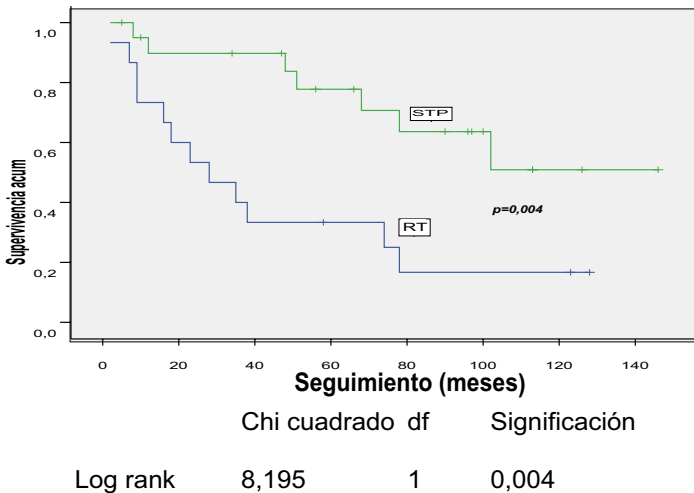 1,0
0,8
STP
0,6
0,4
p=0,004
RT
0,2
0,0
Supervivencia acum
0 20 40 60 80 100 120 140
Seguimiento (meses)
Chi cuadrado df Significación
Log rank 8,195 1 0,004